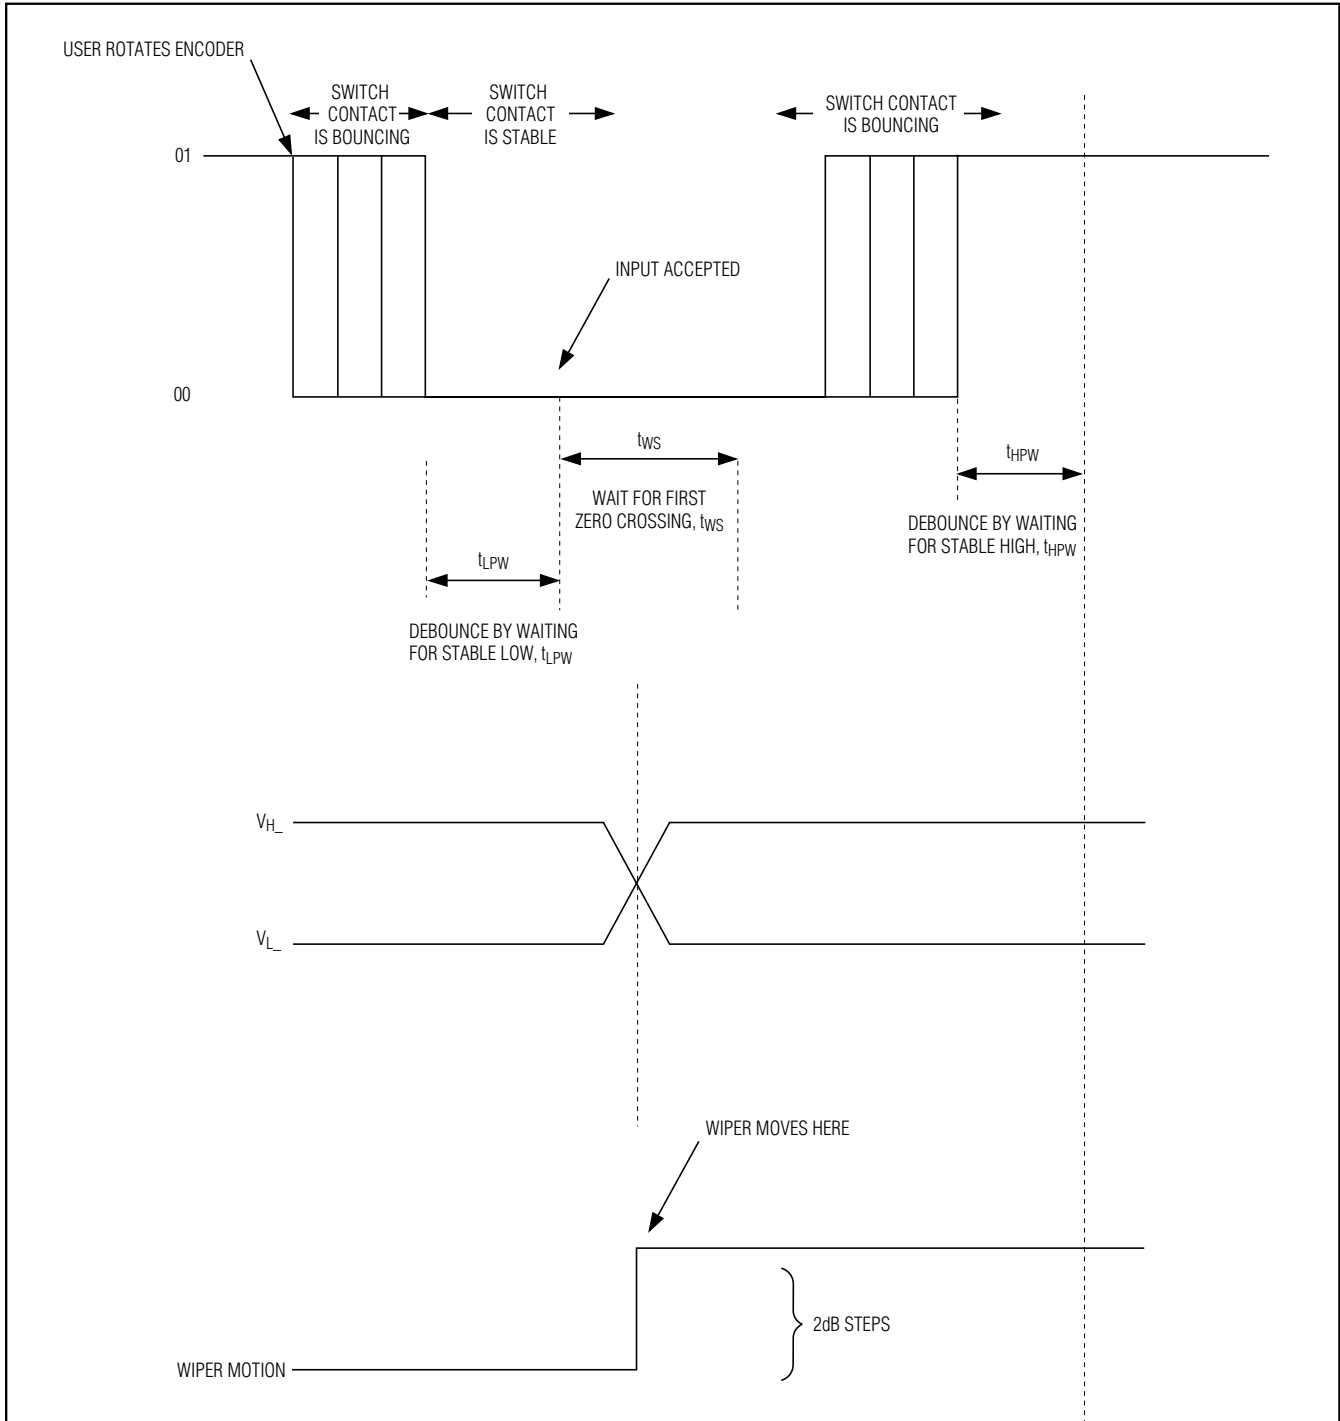 USER ROTATES ENCODER
SWITCH
CONTACT
IS BOUNCING
SWITCH
CONTACT
IS STABLE
SWITCH CONTACT
IS BOUNCING
01
INPUT ACCEPTED
00
tWS
WAIT FOR FIRST
ZERO CROSSING, tWS
tHPW
DEBOUNCE BY WAITING
FOR STABLE HIGH, tHPW
tLPW
DEBOUNCE BY WAITING
FOR STABLE LOW, tLPW
VH_
VL_
WIPER MOVES HERE
2dB STEPS
WIPER MOTION